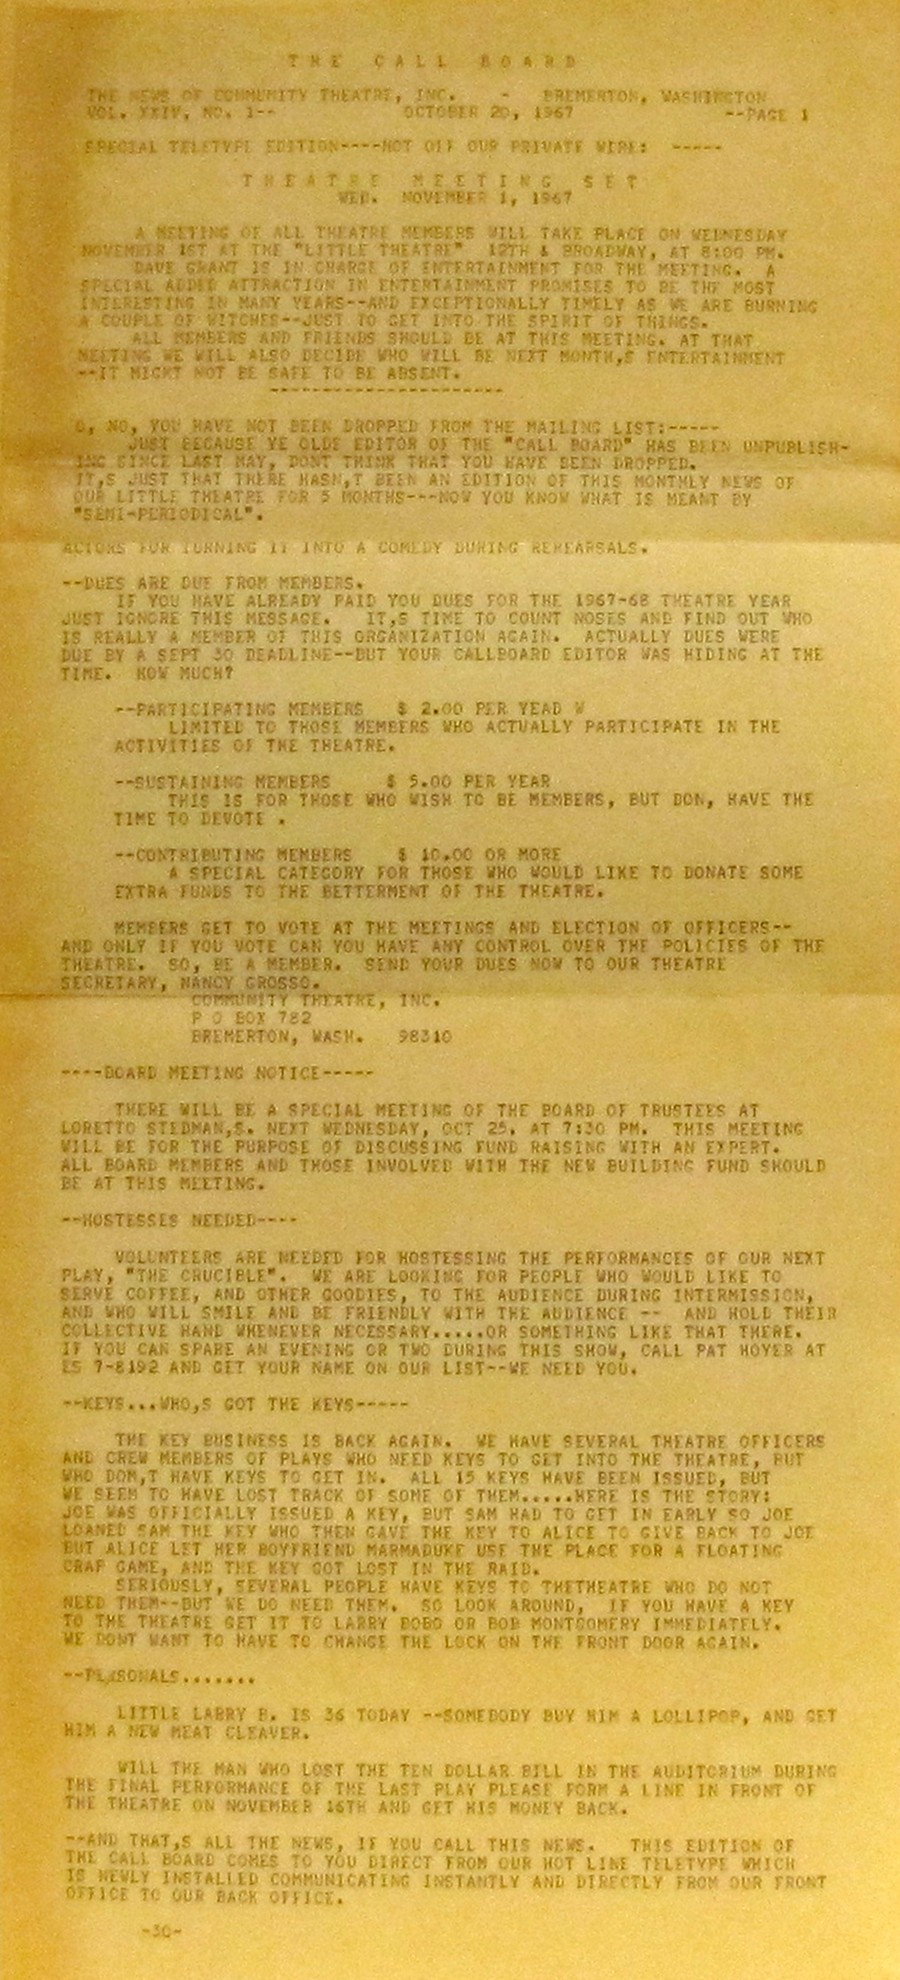 THE CALL BOARD
THE NEWS OF COMMUNITY THEATRE, INC. - BREMERTON, WASHINGTON
VOL. XXIV, NO. 1-- OCTOBER 20, 1967 --PAGE 1
SPECIAL TELETYPE EDITION----HOT OFF OUR PRIVATE WIRE: -----
THEATRE MEETING SET
WED. NOVEMBER 1, 1967
A MEETING OF ALL THEATRE MEMBERS WILL TAKE PLACE ON WEDNESDAY
NOVEMBER 1ST AT THE "LITTLE THEATRE" 12TH & BROADWAY, AT 8:00 PM.
DAVE GRANT IS IN CHARGE OF ENTERTAINMENT FOR THE MEETING. A
SPECIAL ADDED ATTRACTION IN ENTERTAINMENT PROMISES TO BE THE MOST
INTERESTING IN MANY YEARS--AND EXCEPTIONALLY TIMELY AS WE ARE BURNING
A COUPLE OF WITCHES--JUST TO GET INTO THE SPIRIT OF THINGS.
ALL MEMBERS AND FRIENDS SHOULD BE AT THIS MEETING. AT THAT
MEETING WE WILL ALSO DECIDE WHO WILL BE NEXT MONTH,S ENTERTAINMENT
--IT MIGHT NOT BE SAFE TO BE ABSENT.
--------------------------
O, NO, YOU HAVE NOT BEEN DROPPED FROM THE MAILING LIST:-----
JUST BECAUSE YE OLDE EDITOR OF THE "CALL BOARD" HAS BEEN UNPUBLISH-
ING SINCE LAST MAY, DONT THINK THAT YOU HAVE BEEN DROPPED.
IT,S JUST THAT THERE HASN,T BEEN AN EDITION OF THIS MONTHLY NEWS OF
OUR LITTLE THEATRE FOR 5 MONTHS---NOW YOU KNOW WHAT IS MEANT BY
"SEMI-PERIODICAL".
ACTORS FOR TURNING IT INTO A COMEDY DURING REHEARSALS.
--DUES ARE DUE FROM MEMBERS.
IF YOU HAVE ALREADY PAID YOU DUES FOR THE 1967-68 THEATRE YEAR
JUST IGNORE THIS MESSAGE. IT,S TIME TO COUNT NOSES AND FIND OUT WHO
IS REALLY A MEMBER OF THIS ORGANIZATION AGAIN. ACTUALLY DUES WERE
DUE BY A SEPT 30 DEADLINE--BUT YOUR CALLBOARD EDITOR WAS HIDING AT THE
TIME. HOW MUCH?
--PARTICIPATING MEMBERS $ 2.00 PER YEAD W
LIMITED TO THOSE MEMBERS WHO ACTUALLY PARTICIPATE IN THE
ACTIVITIES OF THE THEATRE.
--SUSTAINING MEMBERS $ 5.00 PER YEAR
THIS IS FOR THOSE WHO WISH TO BE MEMBERS, BUT DON, HAVE THE
TIME TO DEVOTE .
--CONTRIBUTING MEMBERS $ 10.00 OR MORE
A SPECIAL CATEGORY FOR THOSE WHO WOULD LIKE TO DONATE SOME
EXTRA FUNDS TO THE BETTERMENT OF THE THEATRE.
MEMBERS GET TO VOTE AT THE MEETINGS AND ELECTION OF OFFICERS--
AND ONLY IF YOU VOTE CAN YOU HAVE ANY CONTROL OVER THE POLICIES OF THE
THEATRE. SO, BE A MEMBER. SEND YOUR DUES NOW TO OUR THEATRE
SECRETARY, NANCY GROSSO.
COMMUNITY THEATRE, INC.
P O BOX 782
BREMERTON, WASH. 98310
----BOARD MEETING NOTICE-----
THERE WILL BE A SPECIAL MEETING OF THE BOARD OF TRUSTEES AT
LORETTO STEDMAN,S. NEXT WEDNESDAY, OCT 25. AT 7:30 PM. THIS MEETING
WILL BE FOR THE PURPOSE OF DISCUSSING FUND RAISING WITH AN EXPERT.
ALL BOARD MEMBERS AND THOSE INVOLVED WITH THE NEW BUILDING FUND SHOULD
BE AT THIS MEETING.
--HOSTESSES NEEDED----
VOLUNTEERS ARE NEEDED FOR HOSTESSING THE PERFORMANCES OF OUR NEXT
PLAY, "THE CRUCIBLE". WE ARE LOOKING FOR PEOPLE WHO WOULD LIKE TO
SERVE COFFEE, AND OTHER GOODIES, TO THE AUDIENCE DURING INTERMISSION,
AND WHO WILL SMILE AND BE FRIENDLY WITH THE AUDIENCE -- AND HOLD THEIR
COLLECTIVE HAND WHENEVER NECESSARY.....OR SOMETHING LIKE THAT THERE.
IF YOU CAN SPARE AN EVENING OR TWO DURING THIS SHOW, CALL PAT HOYER AT
ES 7-8192 AND GET YOUR NAME ON OUR LIST--WE NEED YOU.
--KEYS...WHO,S GOT THE KEYS-----
THE KEY BUSINESS IS BACK AGAIN. WE HAVE SEVERAL THEATRE OFFICERS
AND CREW MEMBERS OF PLAYS WHO NEED KEYS TO GET INTO THE THEATRE, BUT
WHO DOM,T HAVE KEYS TO GET IN. ALL 15 KEYS HAVE BEEN ISSUED, BUT
WE SEEM TO HAVE LOST TRACK OF SOME OF THEM.....HERE IS THE STORY:
JOE WAS OFFICIALLY ISSUED A KEY, BUT SAM HAD TO GET IN EARLY SO JOE
LOANED SAM THE KEY WHO THEN GAVE THE KEY TO ALICE TO GIVE BACK TO JOE
BUT ALICE LET HER BOYFRIEND MARMADUKE USE THE PLACE FOR A FLOATING
CRAP GAME, AND THE KEY GOT LOST IN THE RAID.
SERIOUSLY, SEVERAL PEOPLE HAVE KEYS TO THETHEATRE WHO DO NOT
NEED THEM--BUT WE DO NEED THEM. SO LOOK AROUND, IF YOU HAVE A KEY
TO THE THEATRE GET IT TO LARRY BOBO OR BOB MONTGOMERY IMMEDIATELY.
WE DONT WANT TO HAVE TO CHANGE THE LOCK ON THE FRONT DOOR AGAIN.
--PERSONALS.......
LITTLE LARRY B. IS 36 TODAY --SOMEBODY BUY HIM A LOLLIPOP, AND GET
HIM A NEW MEAT CLEAVER.
WILL THE MAN WHO LOST THE TEN DOLLAR BILL IN THE AUDITORIUM DURING
THE FINAL PERFORMANCE OF THE LAST PLAY PLEASE FORM A LINE IN FRONT OF
THE THEATRE ON NOVEMBER 16TH AND GET HIS MONEY BACK.
--AND THAT,S ALL THE NEWS, IF YOU CALL THIS NEWS. THIS EDITION OF
THE CALL BOARD COMES TO YOU DIRECT FROM OUR HOT LINE TELETYPE WHICH
IS NEWLY INSTALLED COMMUNICATING INSTANTLY AND DIRECTLY FROM OUR FRONT
OFFICE TO OUR BACK OFFICE.
-30-